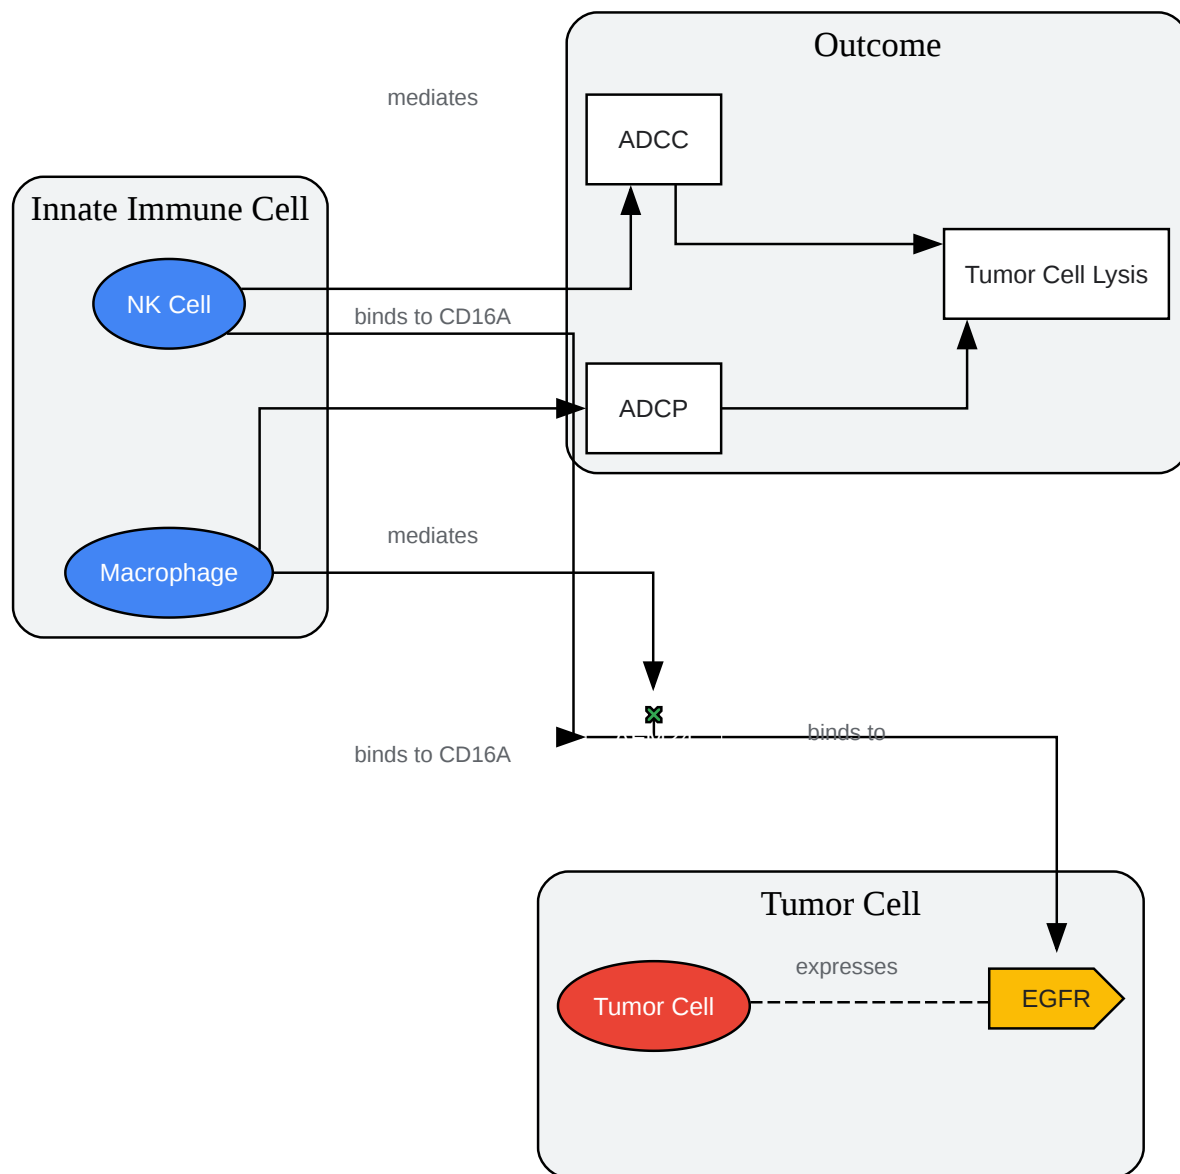 Outcome
mediates
ADCC
Innate Immune Cell
Tumor Cell Lysis
NK Cell
binds to CD16A
ADCP
mediates
Macrophage
binds to
binds to CD16A
Tumor Cell
expresses
EGFR
Tumor Cell